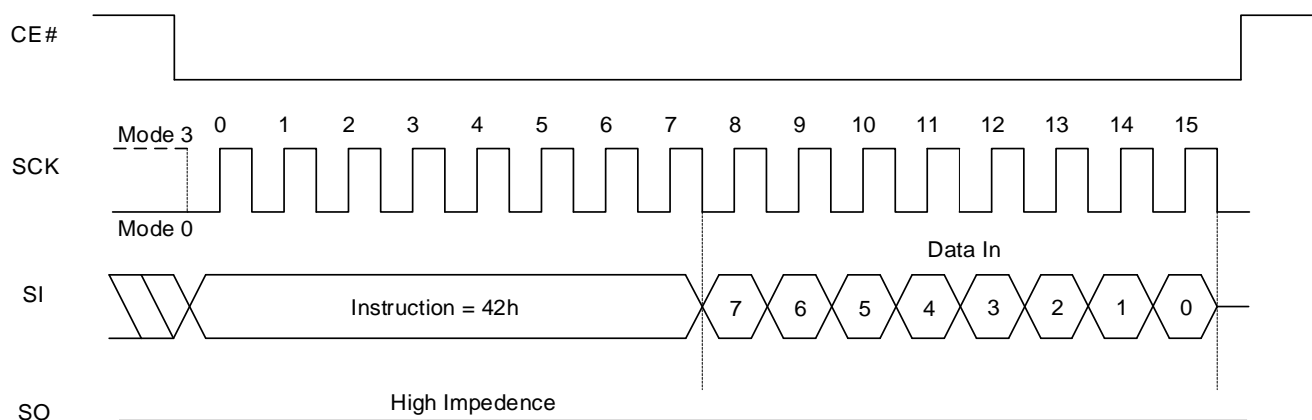 CE#
Mode 3 0 1 2 3 4 5 6 7 8 9 10 11 12 13 14 15
SCK
Mode 0
Data In
SI
Instruction = 42h 7 6 5 4 3 2 1 0
High Impedence
SO